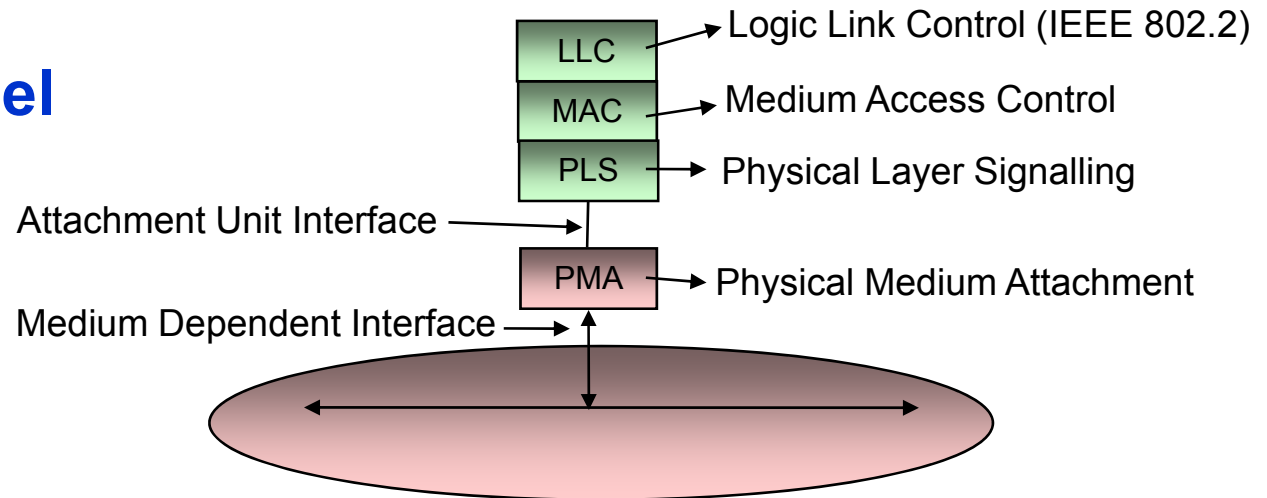 LLC
Logic Link Control (IEEE 802.2)
el
MAC
Medium Access Control
PLS
Physical Layer Signalling
Attachment Unit Interface
PMA
Physical Medium Attachment
Medium Dependent Interface